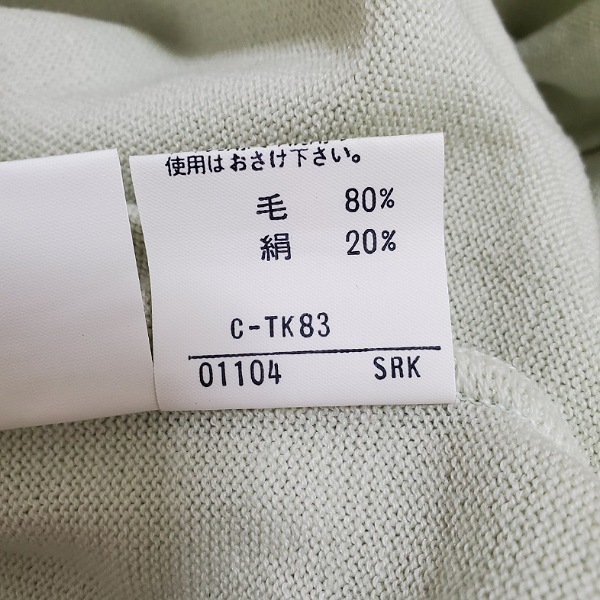 使用はおさけ下さい。
毛 80%
絹 20%
C-TK83
01104 SRK